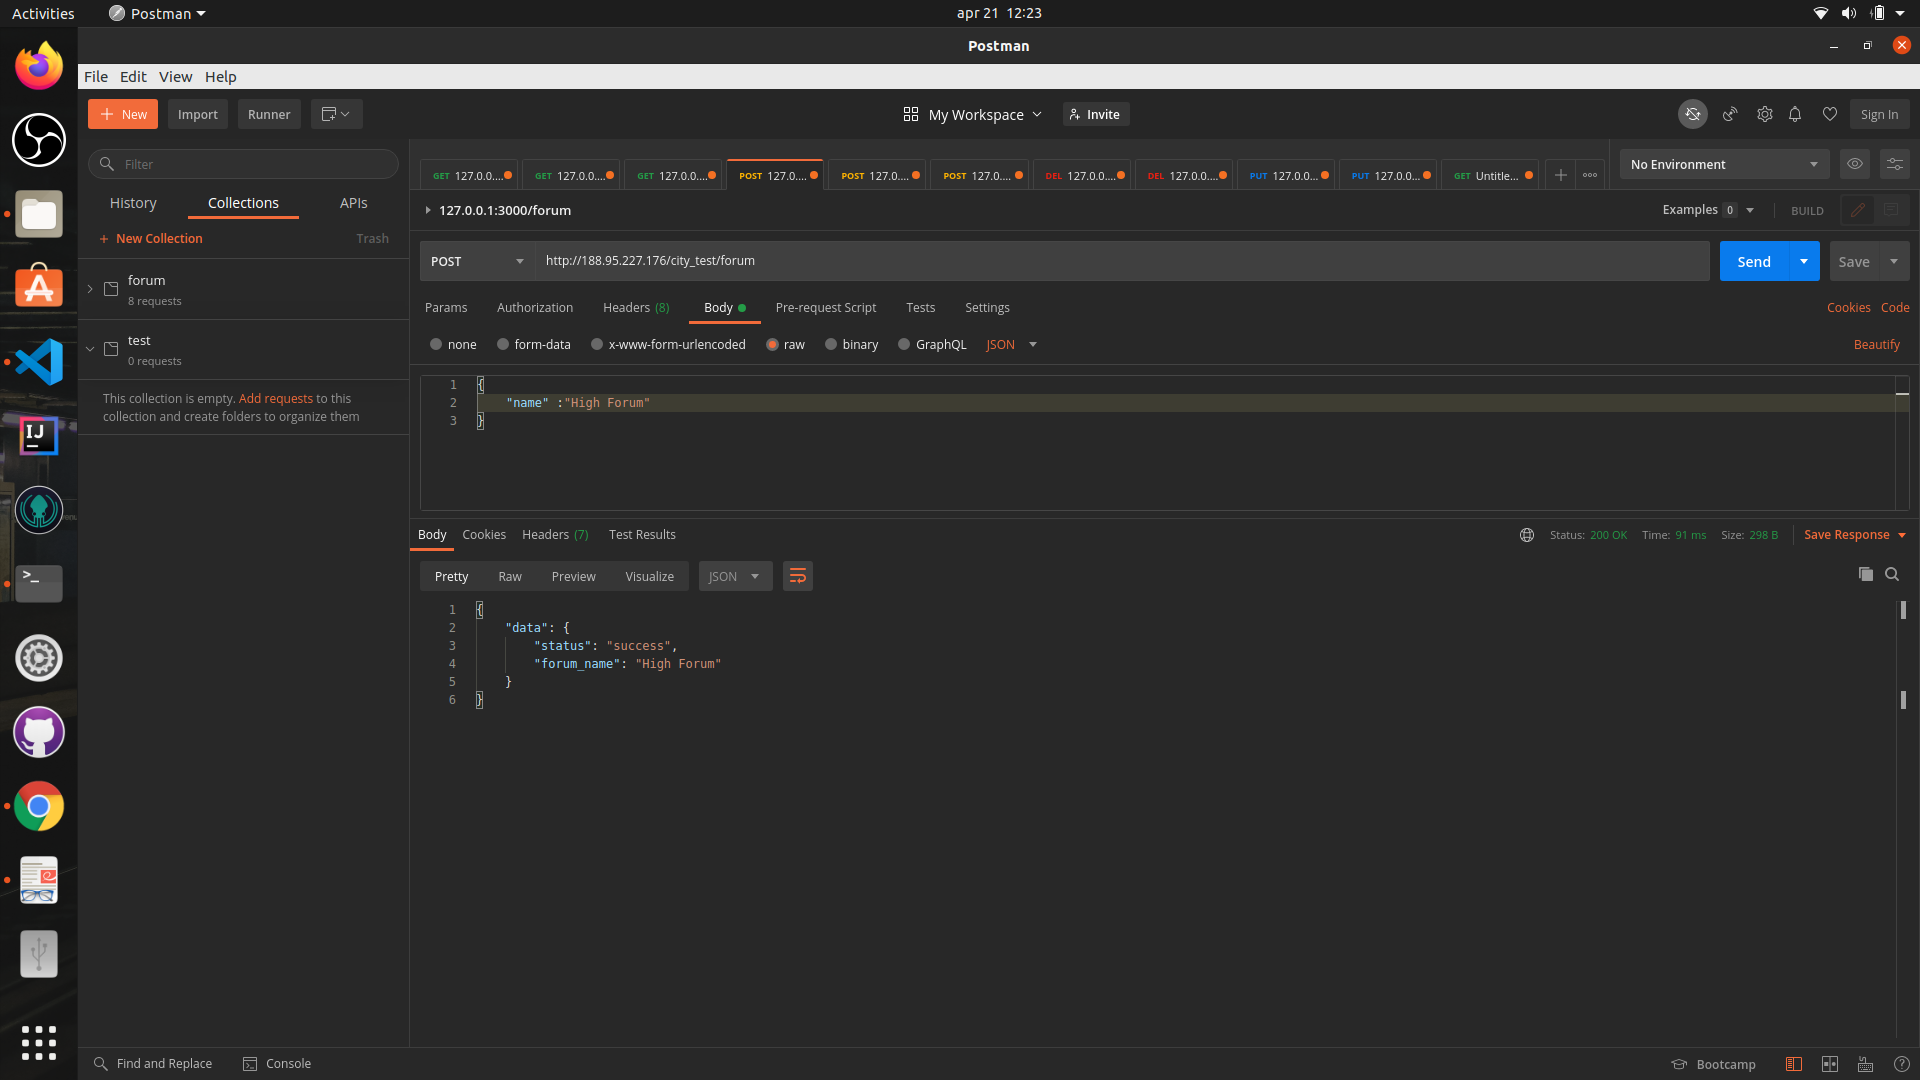 Activities
Postman
apr 21 12:23
Postman
File Edit View Help
New
Import
Runner
My Workspace
Invite
Sign In
Filter
GET 127.0.0....
GET 127.0.0....
GET 127.0.0....
POST 127.0....
POST 127.0....
POST 127.0....
DEL 127.0.0....
DEL 127.0.0....
PUT 127.0.0...
PUT 127.0.0...
GET Untitle...
No Environment
History
Collections
APIs
+ New Collection
Trash
127.0.0.1:3000/forum
Examples 0
BUILD
forum
8 requests
test
0 requests
This collection is empty. Add requests to this
collection and create folders to organize them
POST
http://188.95.227.176/city_test/forum
Send
Save
Params
Authorization
Headers (8)
Body
Pre-request Script
Tests
Settings
Cookies
Code
none
form-data
x-www-form-urlencoded
raw
binary
GraphQL
JSON
Beautify
1 {
2 "name" :"High Forum"
3 }
Body
Cookies
Headers (7)
Test Results
Status: 200 OK
Time: 91 ms
Size: 298 B
Save Response
Pretty
Raw
Preview
Visualize
JSON
1 {
2 "data": {
3 "status": "success",
4 "forum_name": "High Forum"
5 }
6 }
IJ
>_
Find and Replace
Console
Bootcamp